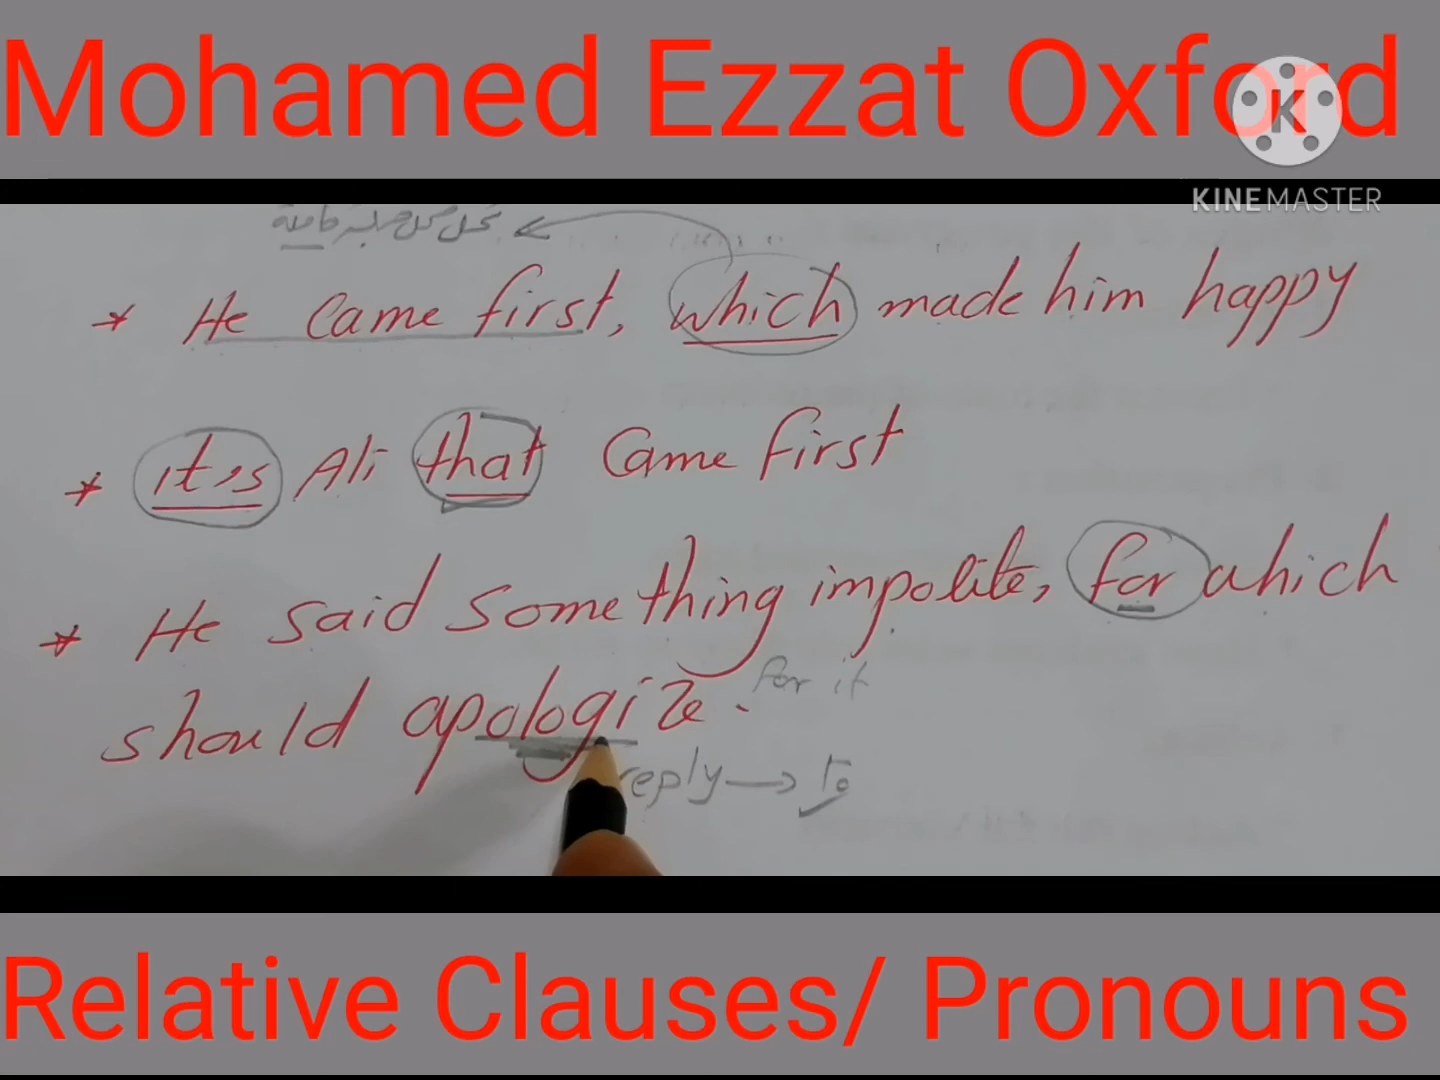 Mohamed Ezzat Oxford
K
KINEMASTER
تحل محل جملة كاملة
* He Came first, which made him happy
* it's Ali that Came first
* He said something impolite, for which
should apologize.
for it
reply → to
Relative Clauses/ Pronouns